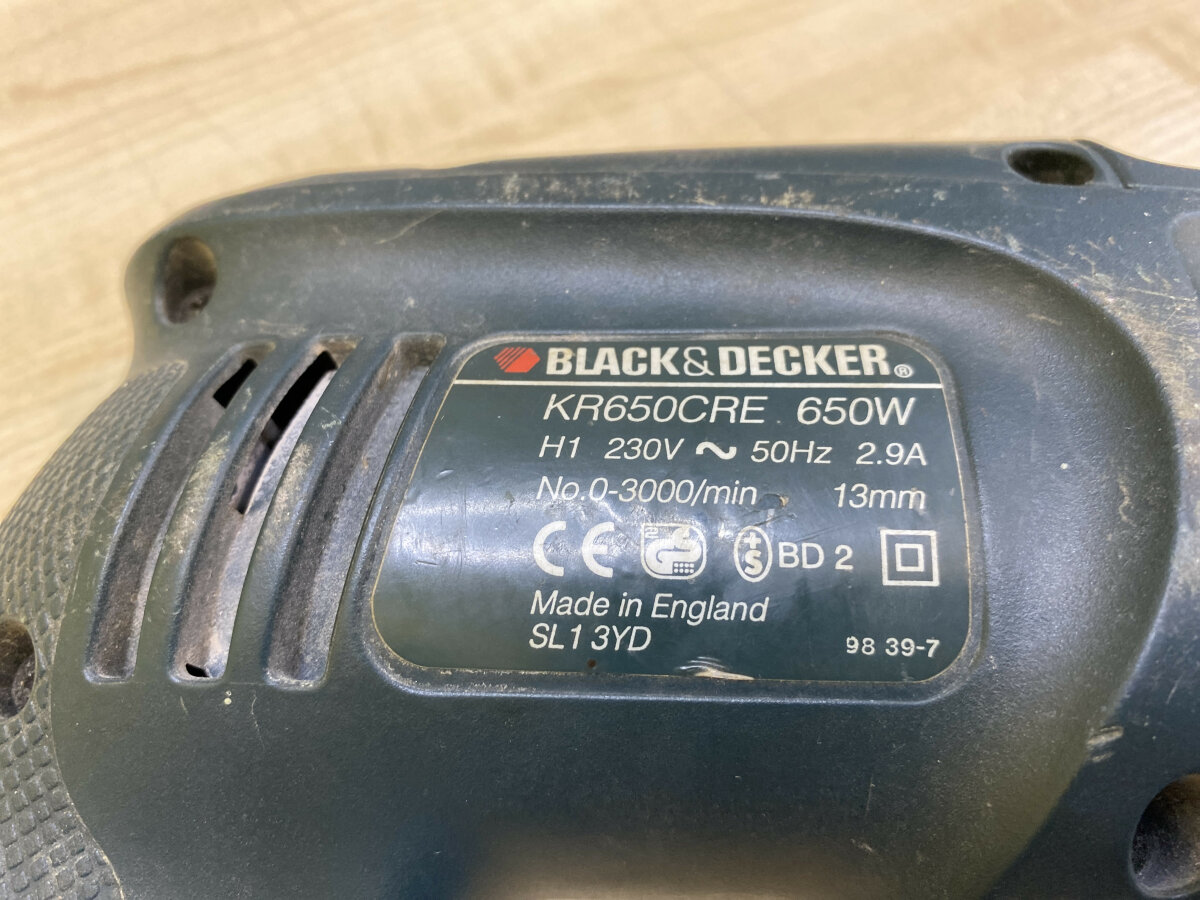 BLACK&DECKER®
KR650CRE 650W
H1 230V ~ 50Hz 2.9A
No.0-3000/min 13mm
CE S BD 2
Made in England
SL1 3YD 98 39-7